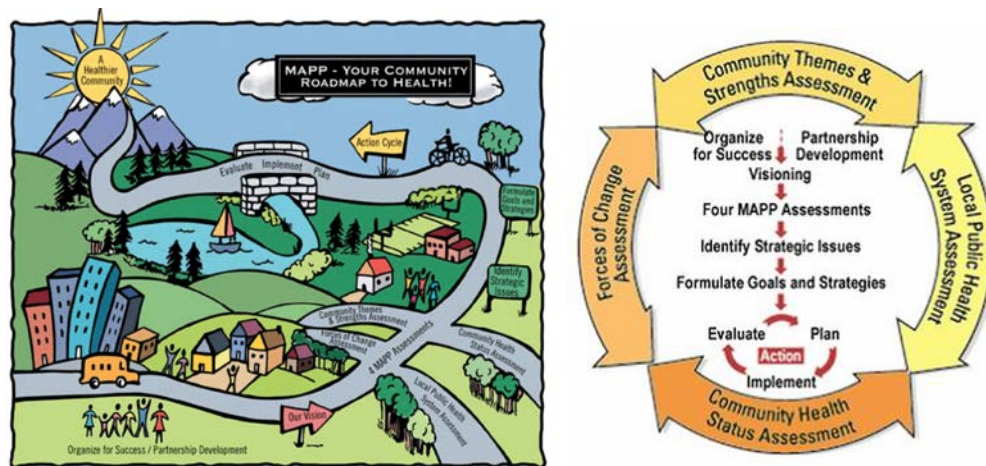 A
Healthier
Community
MAPP - YOUR COMMUNITY
ROADMAP TO HEALTH!
Action Cycle
Evaluate Implement Plan
Formulate
Goals and
Strategies
Identify
Strategic
Issues
Community Themes
& Strengths Assessment
Forces of Change
Assessment
4 MAPP Assessments
Community Health
Status Assessment
Local Public Health
System Assessment
Our Vision
Organize for Success / Partnership Development
Community Themes &
Strengths Assessment
Organize
for Success
Partnership
Development
Visioning
Four MAPP Assessments
Identify Strategic Issues
Formulate Goals and Strategies
Evaluate
Plan
Action
Implement
Forces of Change
Assessment
Local Public Health
System Assessment
Community Health
Status Assessment